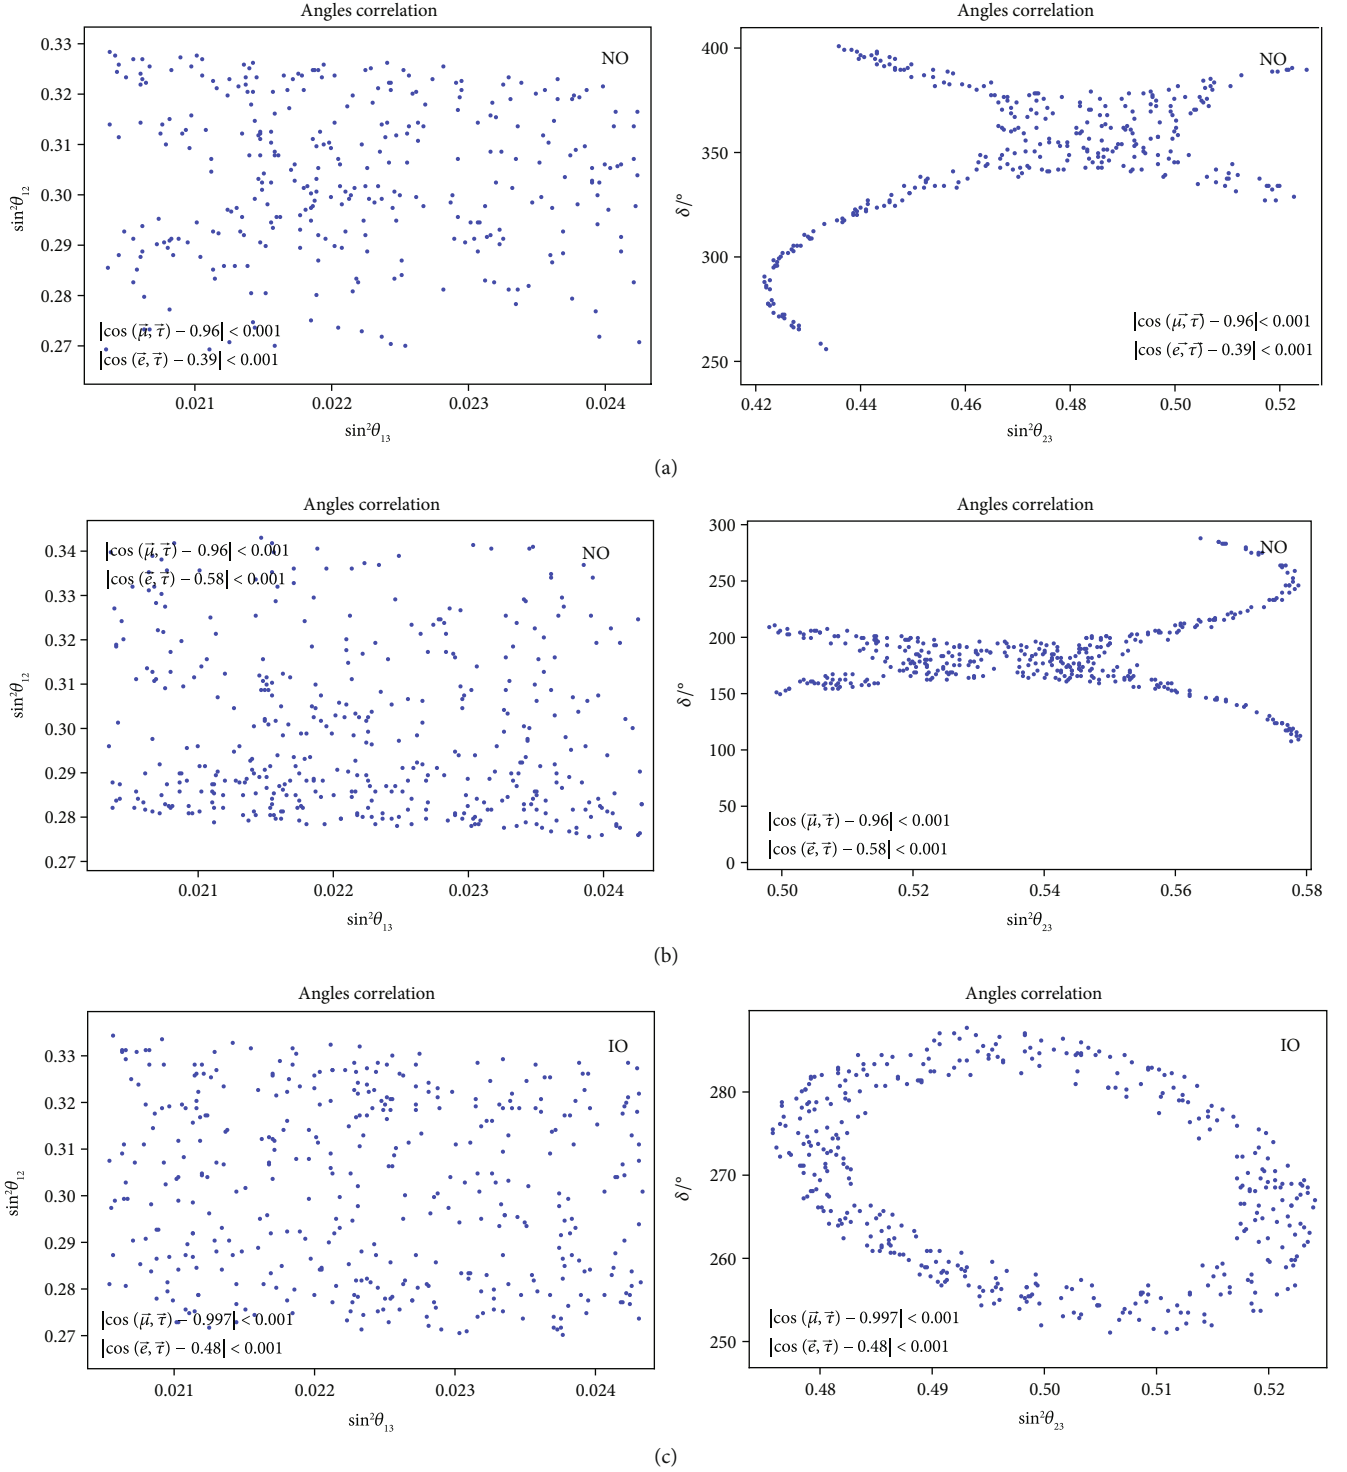 Angles correlation
NO
0.33
0.32
0.31
0.30
0.29
0.28
0.27
sin²θ₁₂
|cos (μ⃗, τ⃗) − 0.96| < 0.001
|cos (e⃗, τ⃗) − 0.39| < 0.001
0.021 0.022 0.023 0.024
sin²θ₁₃
Angles correlation
NO
400
350
300
250
δ/°
|cos (μ⃗, τ⃗) − 0.96| < 0.001
|cos (e⃗, τ⃗) − 0.39| < 0.001
0.42 0.44 0.46 0.48 0.50 0.52
sin²θ₂₃
(a)
Angles correlation
|cos (μ⃗, τ⃗) − 0.96| < 0.001
|cos (e⃗, τ⃗) − 0.58| < 0.001
NO
0.34
0.33
0.32
0.31
0.30
0.29
0.28
0.27
sin²θ₁₂
0.021 0.022 0.023 0.024
sin²θ₁₃
Angles correlation
NO
300
250
200
150
100
50
0
δ/°
|cos (μ⃗, τ⃗) − 0.96| < 0.001
|cos (e⃗, τ⃗) − 0.58| < 0.001
0.50 0.52 0.54 0.56 0.58
sin²θ₂₃
(b)
Angles correlation
IO
0.33
0.32
0.31
0.30
0.29
0.28
0.27
sin²θ₁₂
|cos (μ⃗, τ⃗) − 0.997| < 0.001
|cos (e⃗, τ⃗) − 0.48| < 0.001
0.021 0.022 0.023 0.024
sin²θ₁₃
Angles correlation
IO
280
270
260
250
δ/°
|cos (μ⃗, τ⃗) − 0.997| < 0.001
|cos (e⃗, τ⃗) − 0.48| < 0.001
0.48 0.49 0.50 0.51 0.52
sin²θ₂₃
(c)